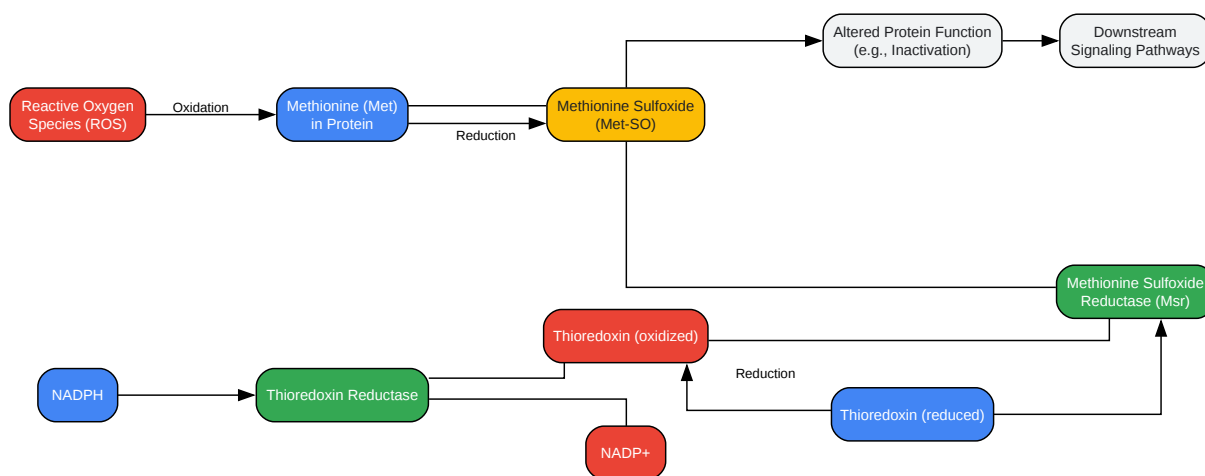 Altered Protein Function
(e.g., Inactivation)
Downstream
Signaling Pathways
Reactive Oxygen
Species (ROS)
Oxidation
Methionine (Met)
in Protein
Reduction
Methionine Sulfoxide
(Met-SO)
Methionine Sulfoxide
Reductase (Msr)
Thioredoxin (oxidized)
Reduction
NADPH
Thioredoxin Reductase
Thioredoxin (reduced)
NADP+